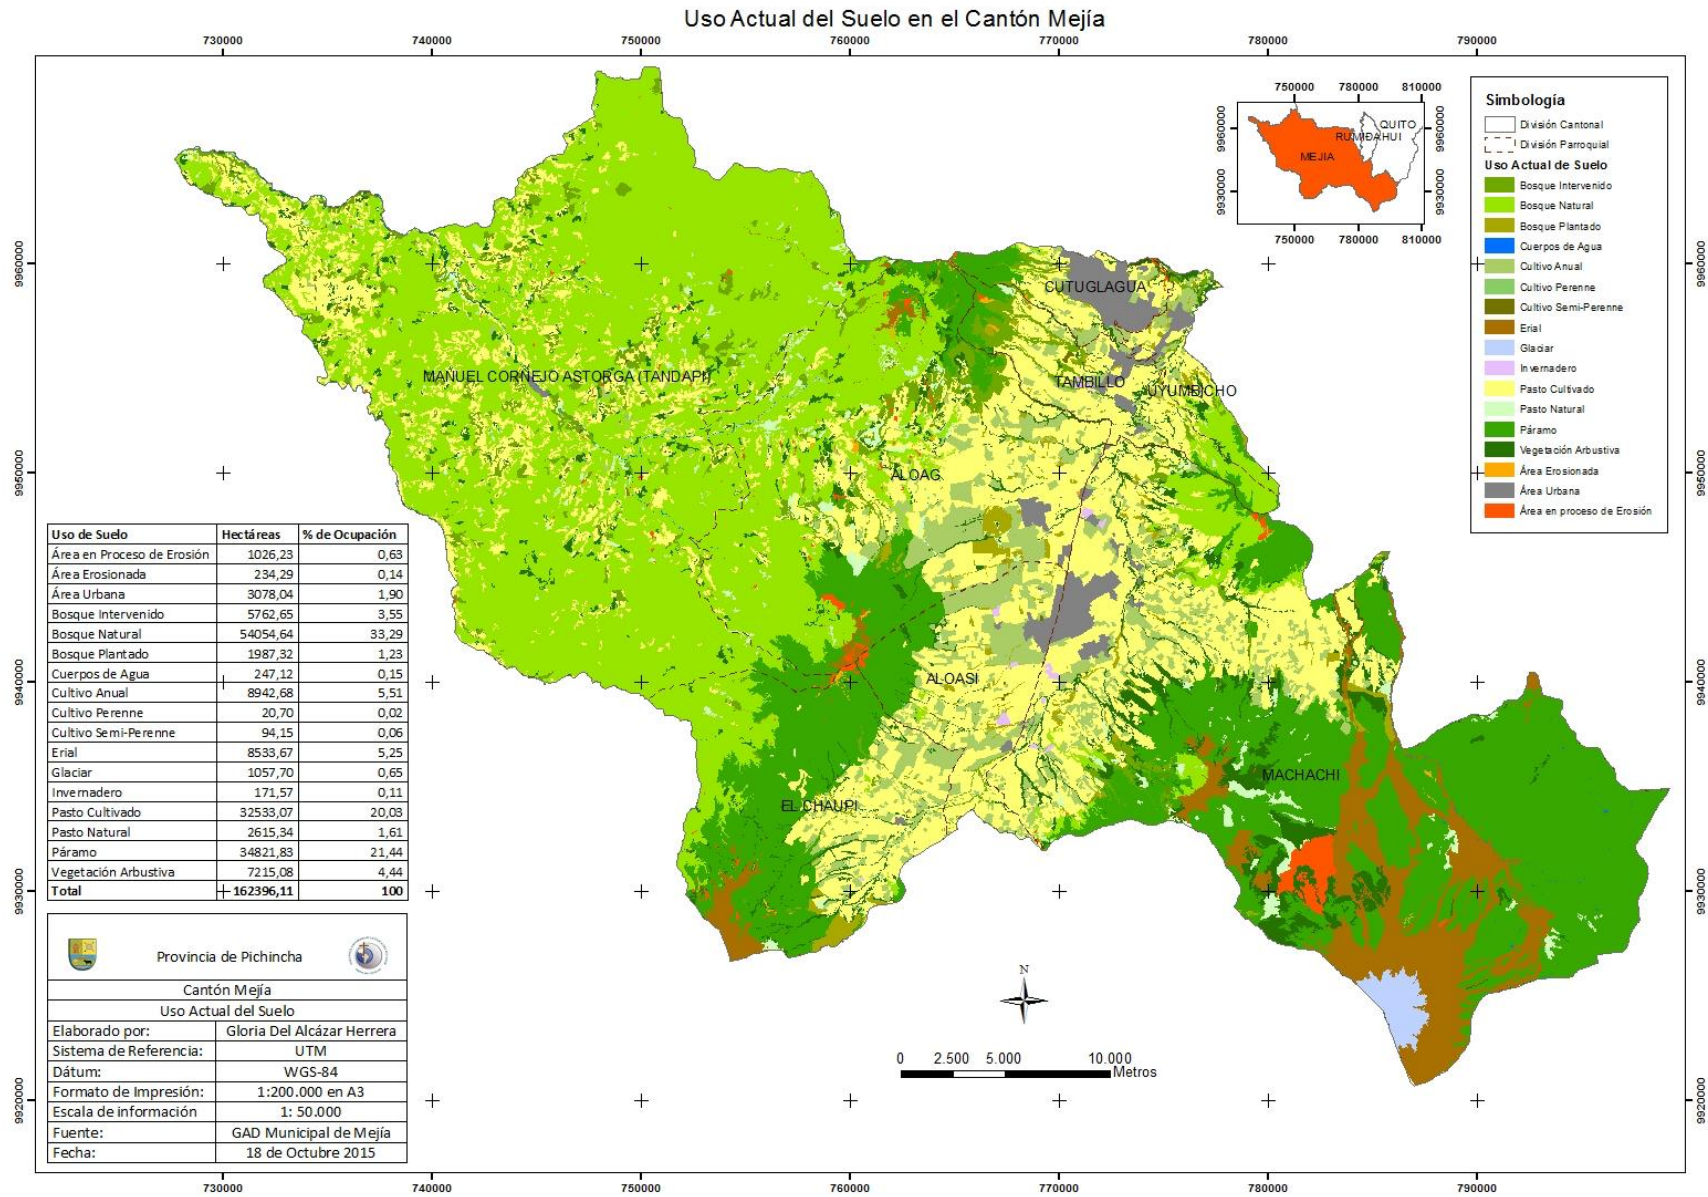 Uso Actual del Suelo en el Cantón Mejía
730000 740000 750000 760000 770000 780000 790000
9960000 9960000
9950000 9950000
9940000 9940000
9930000 9930000
9920000 9920000
750000 780000 810000
9960000 9960000
9930000 9930000
QUITO
RUMIÐAHUI
MEJIA
750000 780000 810000
Simbología
División Cantonal
División Parroquial
Uso Actual de Suelo
Bosque Intervenido
Bosque Natural
Bosque Plantado
Cuerpos de Agua
Cultivo Anual
Cultivo Perenne
Cultivo Semi-Perenne
Erial
Glaciar
Invernadero
Pasto Cultivado
Pasto Natural
Páramo
Vegetación Arbustiva
Área Erosionada
Área Urbana
Área en proceso de Erosión
CUTUGLAGUA
MANUEL CORNEJO ASTORGA (TANDAPI)
TAMBILLO
UYUMBICHO
ALOAG
ALOASI
MACHACHI
EL CHAUPI
Uso de Suelo Hectáreas % de Ocupación
Área en Proceso de Erosión 1026,23 0,63
Área Erosionada 234,29 0,14
Área Urbana 3078,04 1,90
Bosque Intervenido 5762,65 3,55
Bosque Natural 54054,64 33,29
Bosque Plantado 1987,32 1,23
Cuerpos de Agua 247,12 0,15
Cultivo Anual 8942,68 5,51
Cultivo Perenne 20,70 0,02
Cultivo Semi-Perenne 94,15 0,06
Erial 8533,67 5,25
Glaciar 1057,70 0,65
Invernadero 171,57 0,11
Pasto Cultivado 32533,07 20,03
Pasto Natural 2615,34 1,61
Páramo 34821,83 21,44
Vegetación Arbustiva 7215,08 4,44
Total 162396,11 100
Provincia de Pichincha
Cantón Mejía
Uso Actual del Suelo
Elaborado por: Gloria Del Alcázar Herrera
Sistema de Referencia: UTM
Dátum: WGS-84
Formato de Impresión: 1:200.000 en A3
Escala de información 1: 50.000
Fuente: GAD Municipal de Mejía
Fecha: 18 de Octubre 2015
N
0 2.500 5.000 10.000
Metros
730000 740000 750000 760000 770000 780000 790000